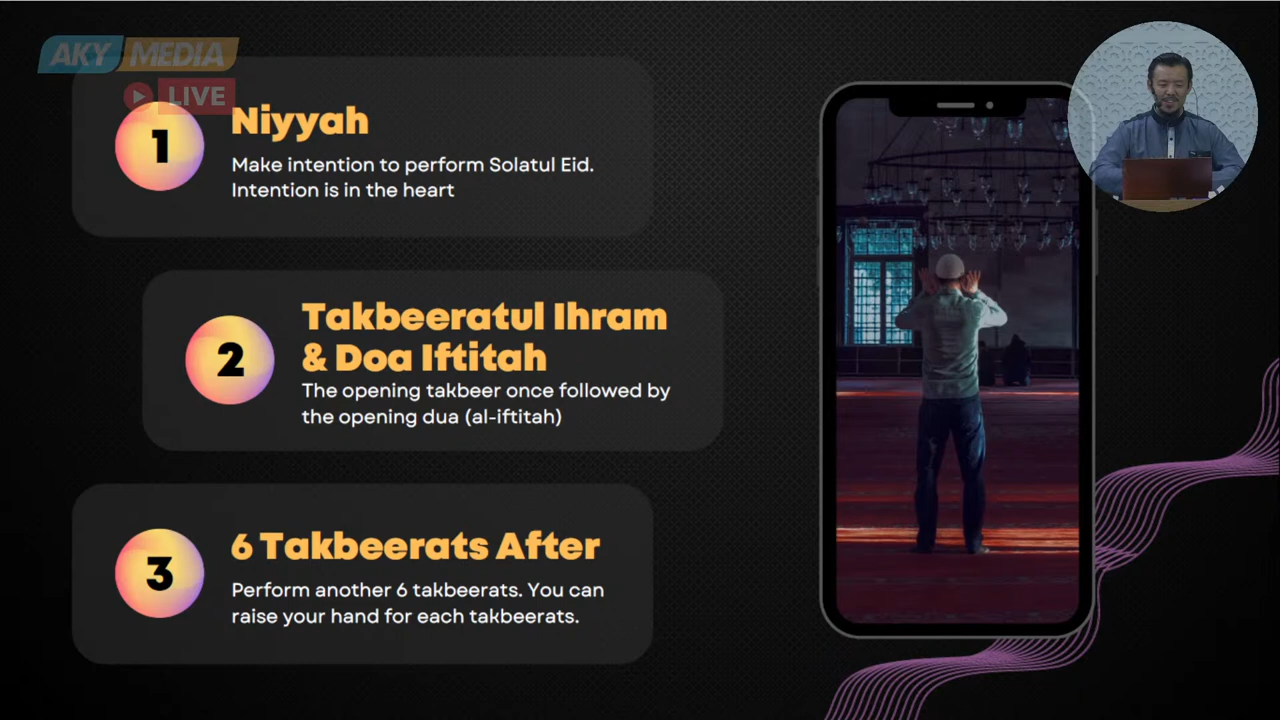 AKY MEDIA
LIVE
1
Niyyah
Make intention to perform Solatul Eid.
Intention is in the heart
2
Takbeeratul Ihram
& Doa Iftitah
The opening takbeer once followed by
the opening dua (al-iftitah)
3
6 Takbeerats After
Perform another 6 takbeerats. You can
raise your hand for each takbeerats.